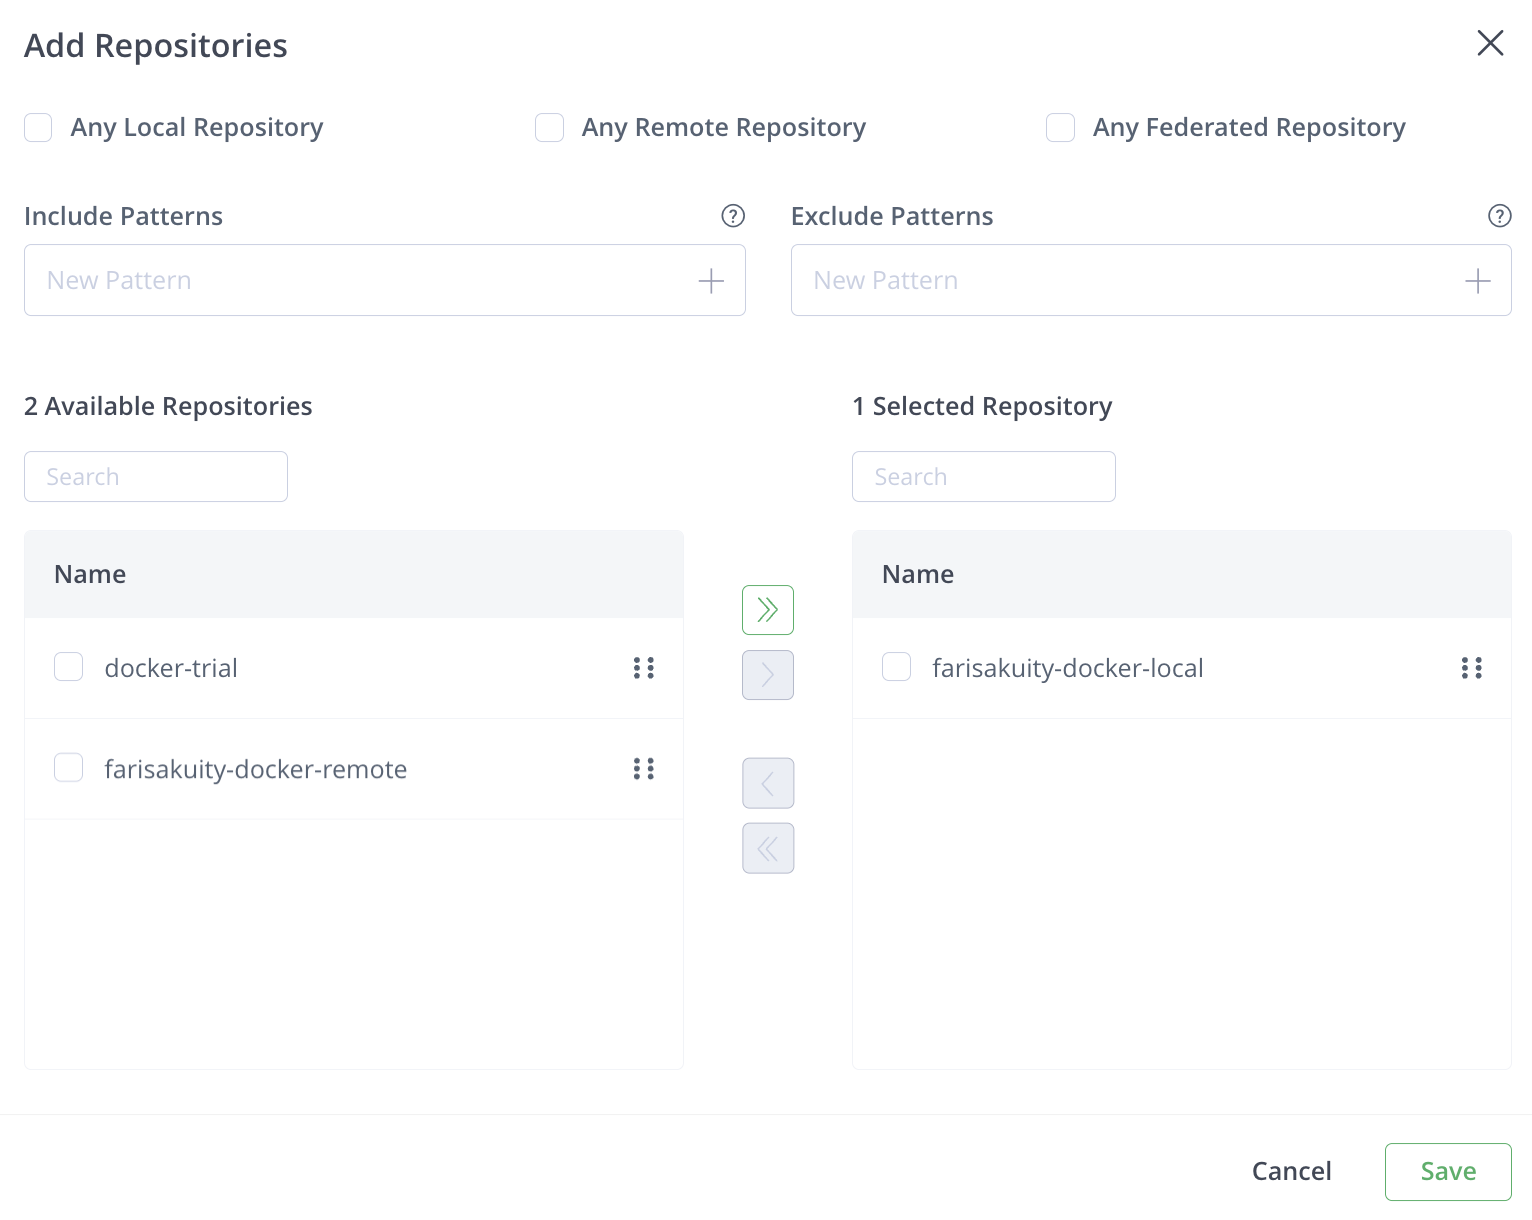 Add Repositories
Any Local Repository
Any Remote Repository
Any Federated Repository
Include Patterns
Exclude Patterns
New Pattern
New Pattern
2 Available Repositories
1 Selected Repository
Search
Search
Name
Name
docker-trial
farisakuity-docker-local
farisakuity-docker-remote
Cancel
Save